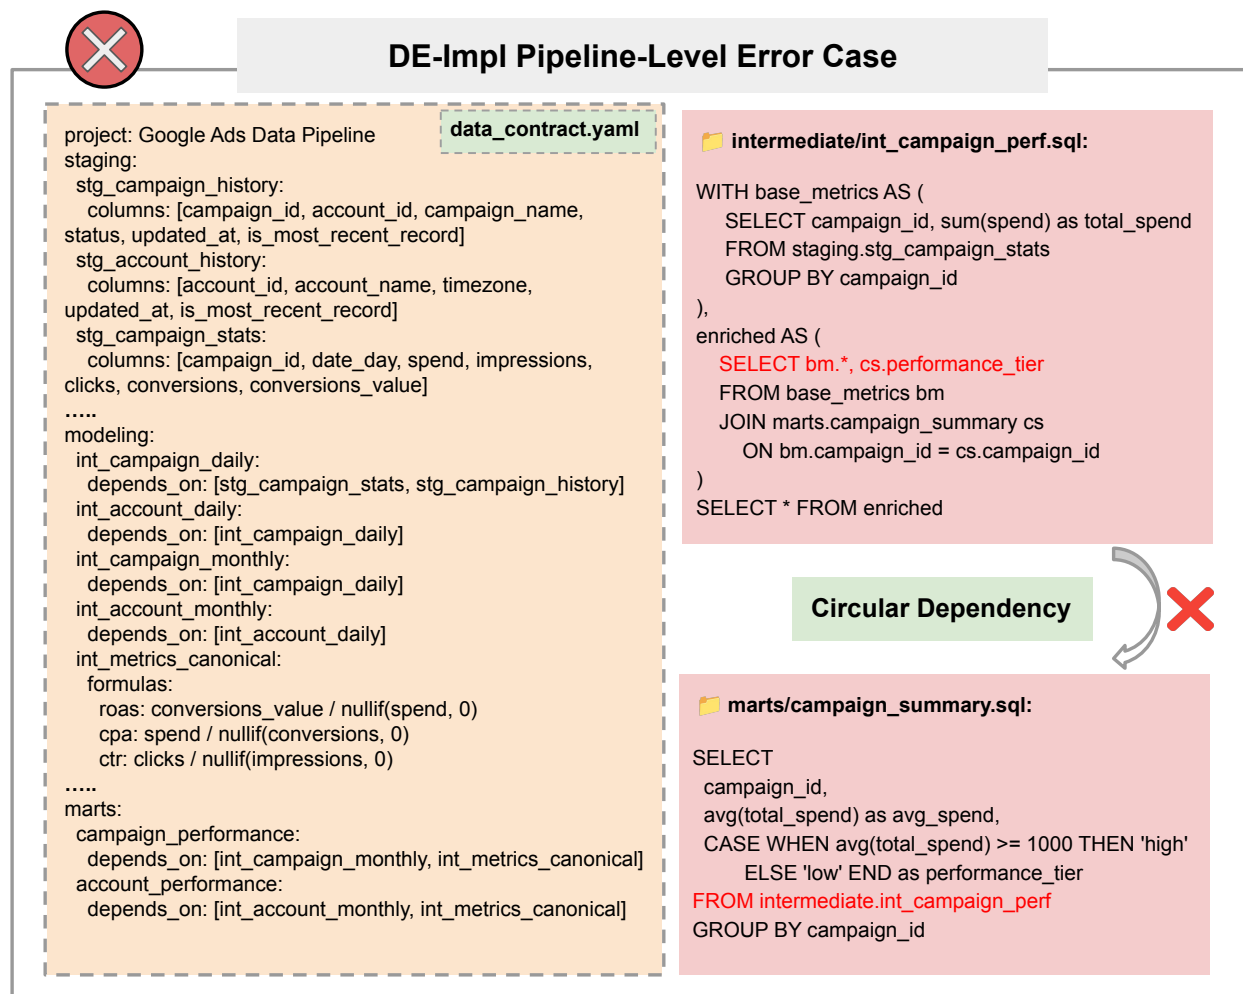 DE-Impl Pipeline-Level Error Case
data_contract.yaml
project: Google Ads Data Pipeline
staging:
stg_campaign_history:
columns: [campaign_id, account_id, campaign_name,
status, updated_at, is_most_recent_record]
stg_account_history:
columns: [account_id, account_name, timezone,
updated_at, is_most_recent_record]
stg_campaign_stats:
columns: [campaign_id, date_day, spend, impressions,
clicks, conversions, conversions_value]
.....
modeling:
int_campaign_daily:
depends_on: [stg_campaign_stats, stg_campaign_history]
int_account_daily:
depends_on: [int_campaign_daily]
int_campaign_monthly:
depends_on: [int_campaign_daily]
int_account_monthly:
depends_on: [int_account_daily]
int_metrics_canonical:
formulas:
roas: conversions_value / nullif(spend, 0)
cpa: spend / nullif(conversions, 0)
ctr: clicks / nullif(impressions, 0)
.....
marts:
campaign_performance:
depends_on: [int_campaign_monthly, int_metrics_canonical]
account_performance:
depends_on: [int_account_monthly, int_metrics_canonical]
intermediate/int_campaign_perf.sql:
WITH base_metrics AS (
SELECT campaign_id, sum(spend) as total_spend
FROM staging.stg_campaign_stats
GROUP BY campaign_id
),
enriched AS (
SELECT bm.*, cs.performance_tier
FROM base_metrics bm
JOIN marts.campaign_summary cs
ON bm.campaign_id = cs.campaign_id
)
SELECT * FROM enriched
Circular Dependency
marts/campaign_summary.sql:
SELECT
campaign_id,
avg(total_spend) as avg_spend,
CASE WHEN avg(total_spend) >= 1000 THEN 'high'
ELSE 'low' END as performance_tier
FROM intermediate.int_campaign_perf
GROUP BY campaign_id